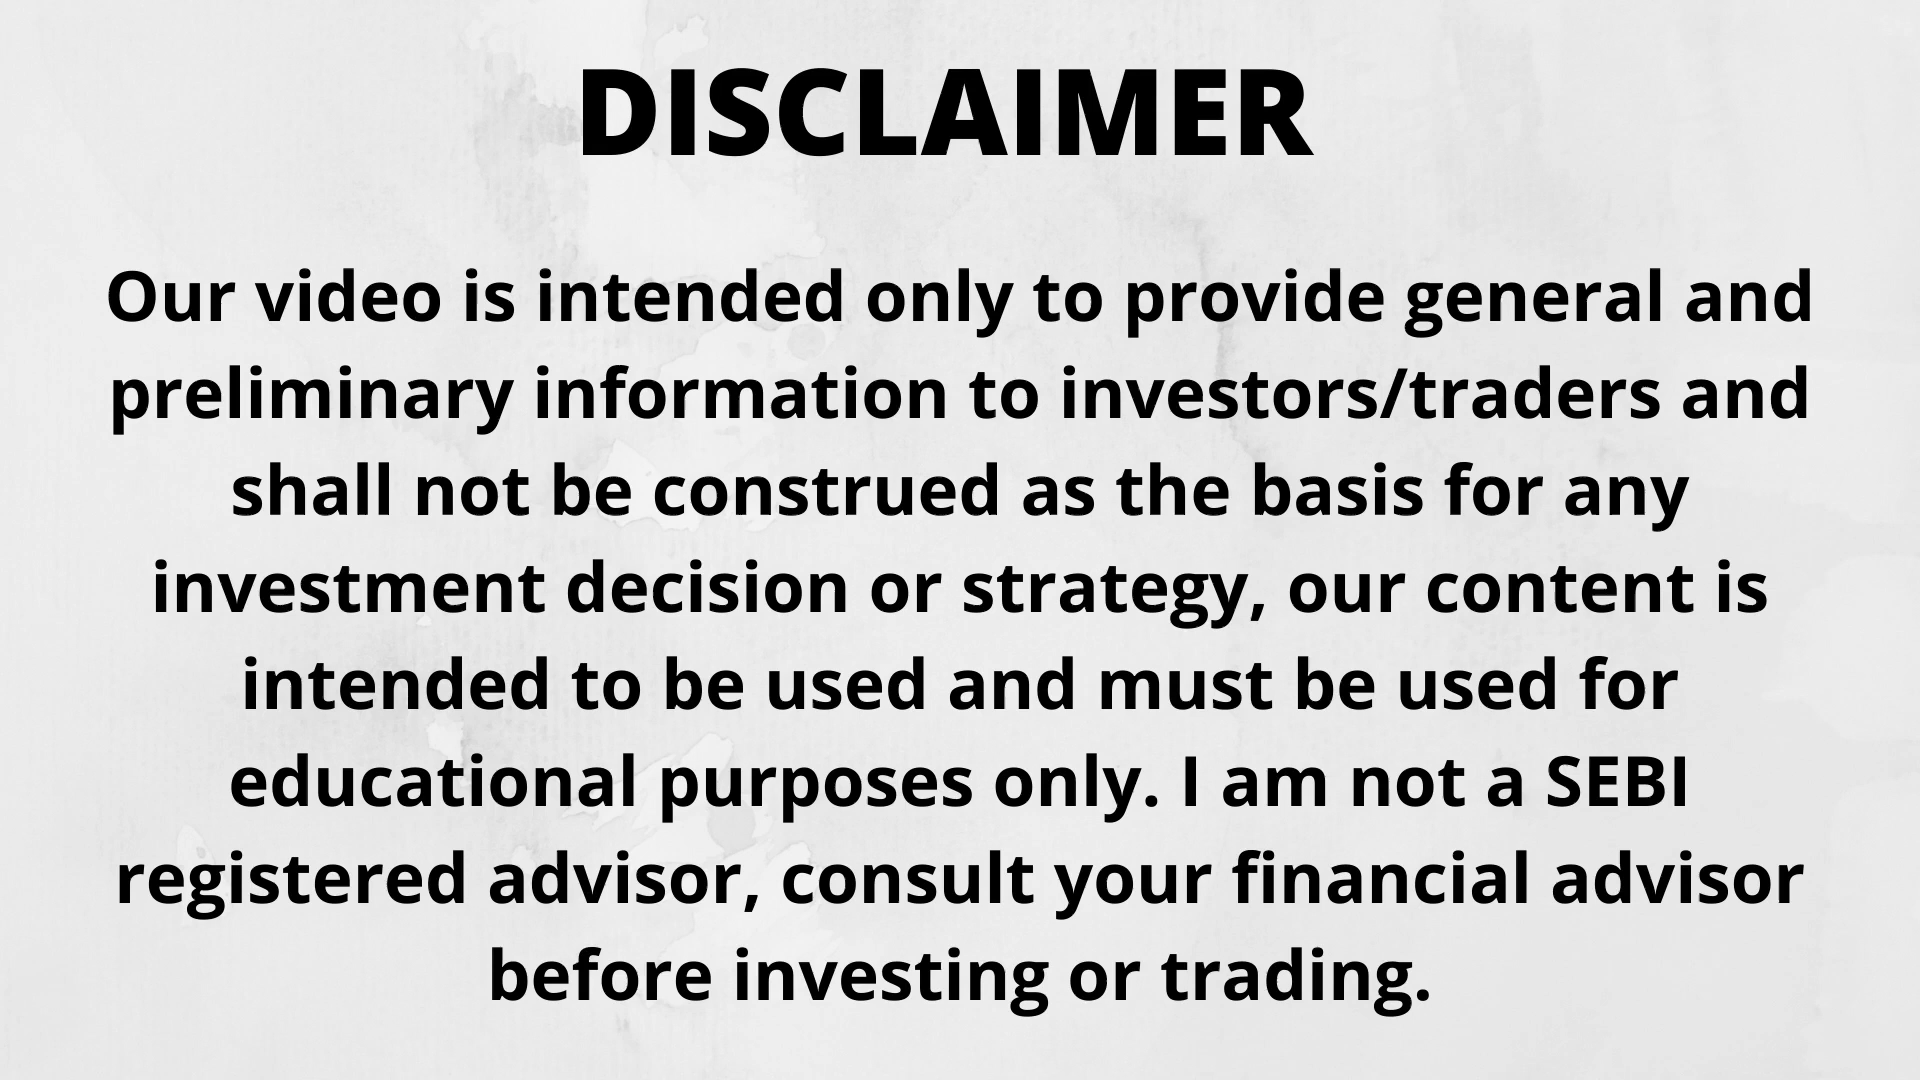 DISCLAIMER
Our video is intended only to provide general and
preliminary information to investors/traders and
shall not be construed as the basis for any
investment decision or strategy, our content is
intended to be used and must be used for
educational purposes only. I am not a SEBI
registered advisor, consult your financial advisor
before investing or trading.